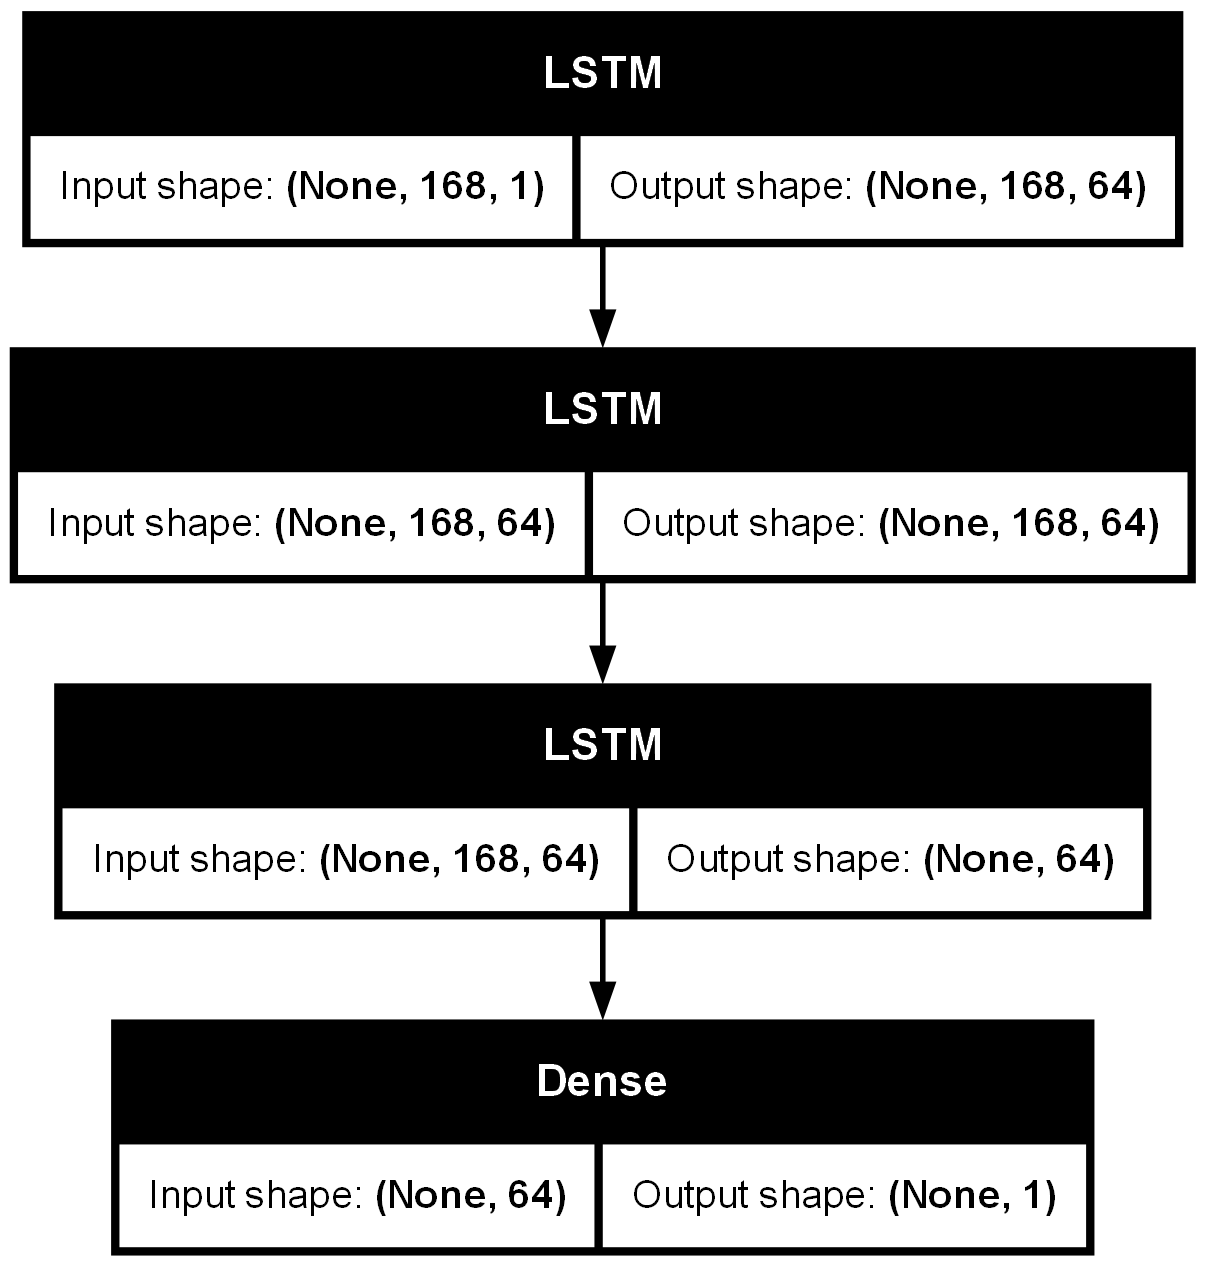 LSTM
Input shape: (None, 168, 1) Output shape: (None, 168, 64)
LSTM
Input shape: (None, 168, 64) Output shape: (None, 168, 64)
LSTM
Input shape: (None, 168, 64) Output shape: (None, 64)
Dense
Input shape: (None, 64) Output shape: (None, 1)